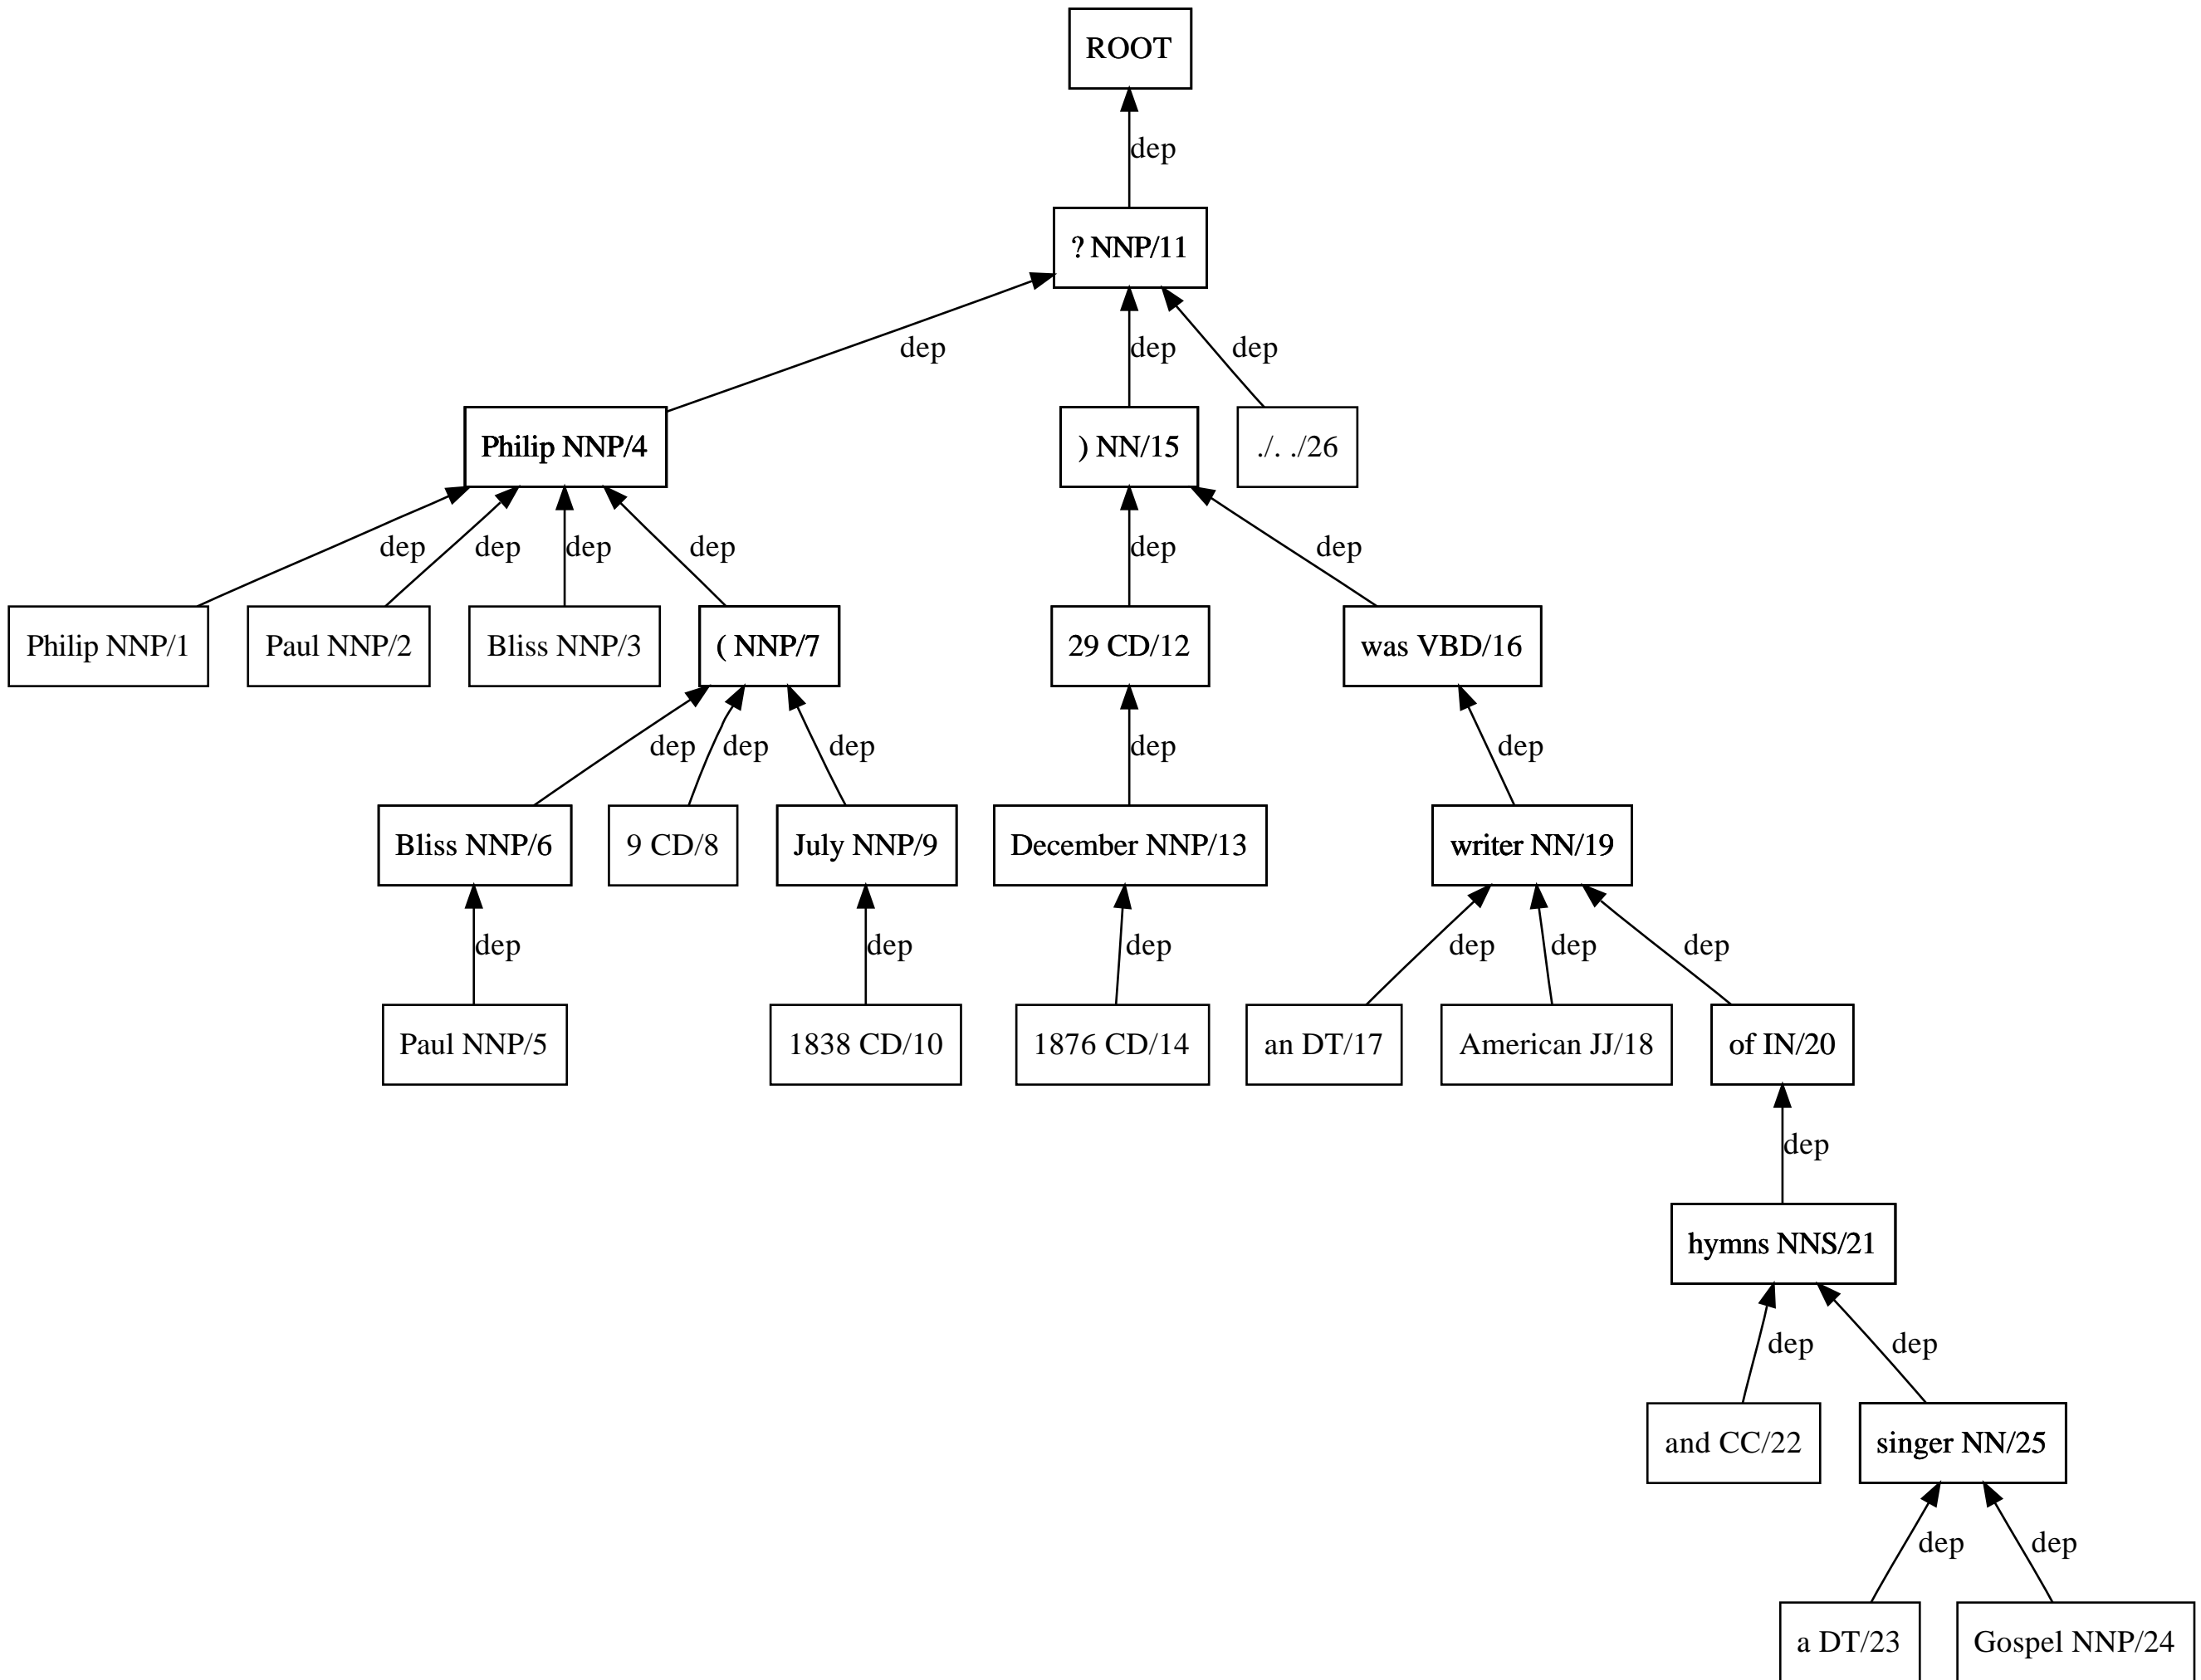 ROOT
dep
? NNP/11
dep dep dep
Philip NNP/4 ) NN/15 ./. ./26
dep dep dep dep dep dep
Philip NNP/1 Paul NNP/2 Bliss NNP/3 ( NNP/7 29 CD/12 was VBD/16
dep dep dep dep dep
Bliss NNP/6 9 CD/8 July NNP/9 December NNP/13 writer NN/19
dep dep dep dep dep dep
Paul NNP/5 1838 CD/10 1876 CD/14 an DT/17 American JJ/18 of IN/20
dep
hymns NNS/21
dep dep
and CC/22 singer NN/25
dep dep
a DT/23 Gospel NNP/24